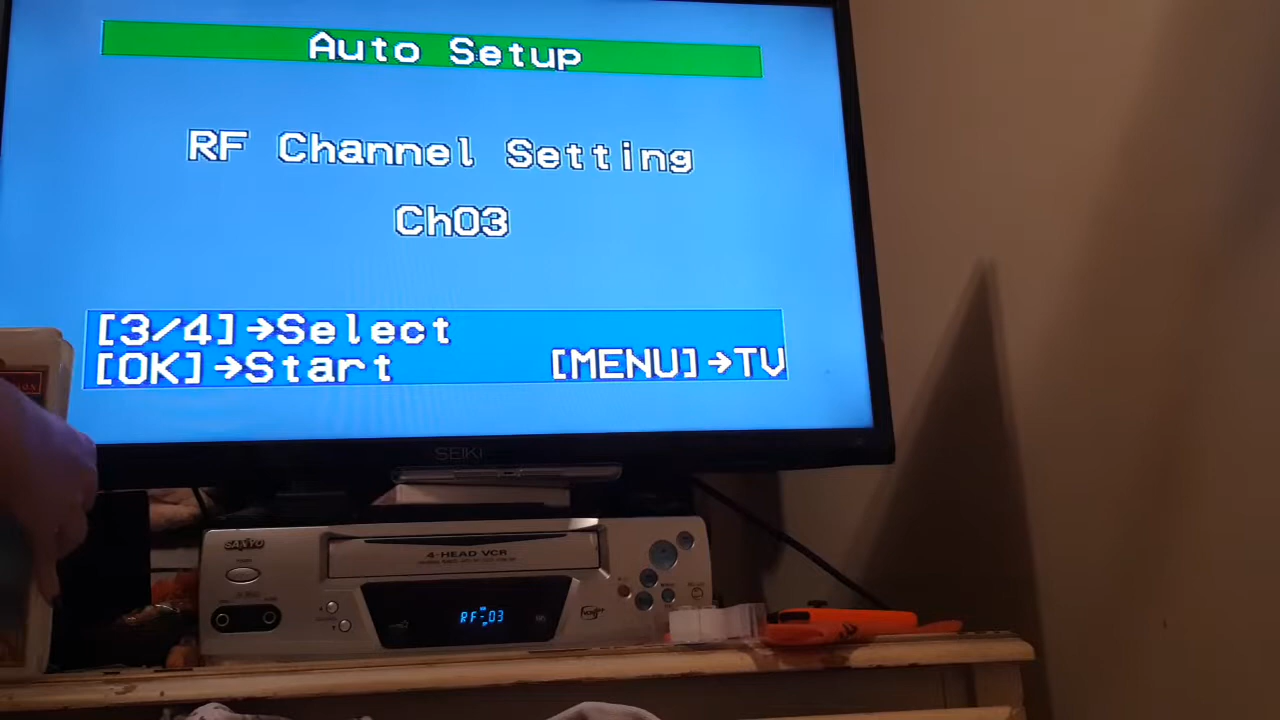 Auto Setup
RF Channel Setting
Ch03
[3/4]→Select
[OK]→Start [MENU]→TV
SEIKI
SANYO
4-HEAD VCR
RF-03